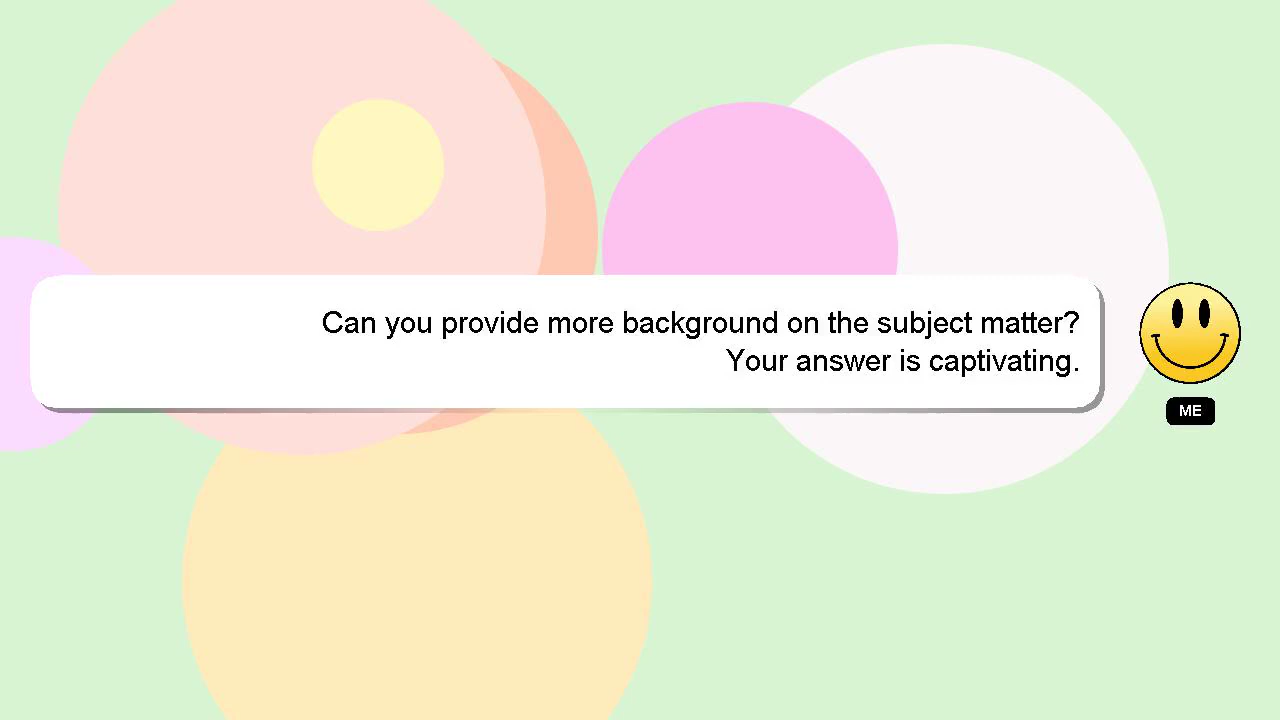 Can you provide more background on the subject matter?
Your answer is captivating.
ME